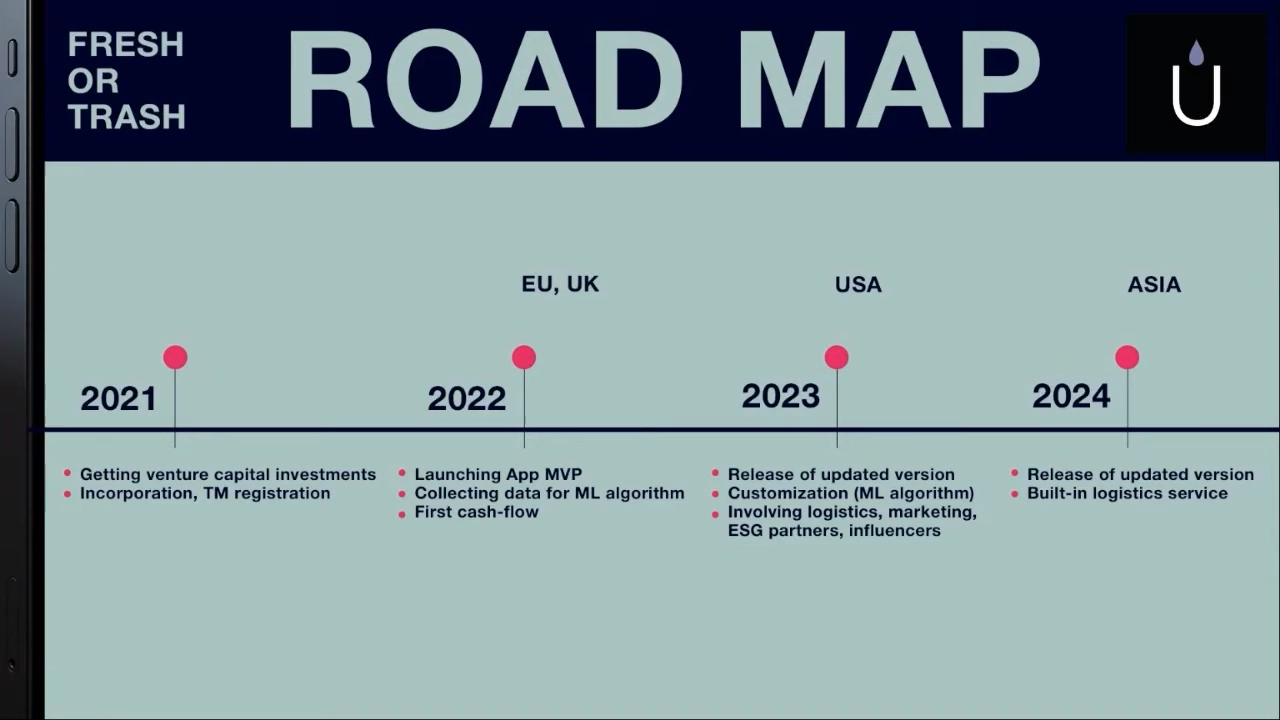 FRESH
OR
TRASH
ROAD MAP
U
EU, UK
USA
ASIA
2021
2022
2023
2024
Getting venture capital investments
Incorporation, TM registration
Launching App MVP
Collecting data for ML algorithm
First cash-flow
Release of updated version
Customization (ML algorithm)
Involving logistics, marketing,
ESG partners, influencers
Release of updated version
Built-in logistics service